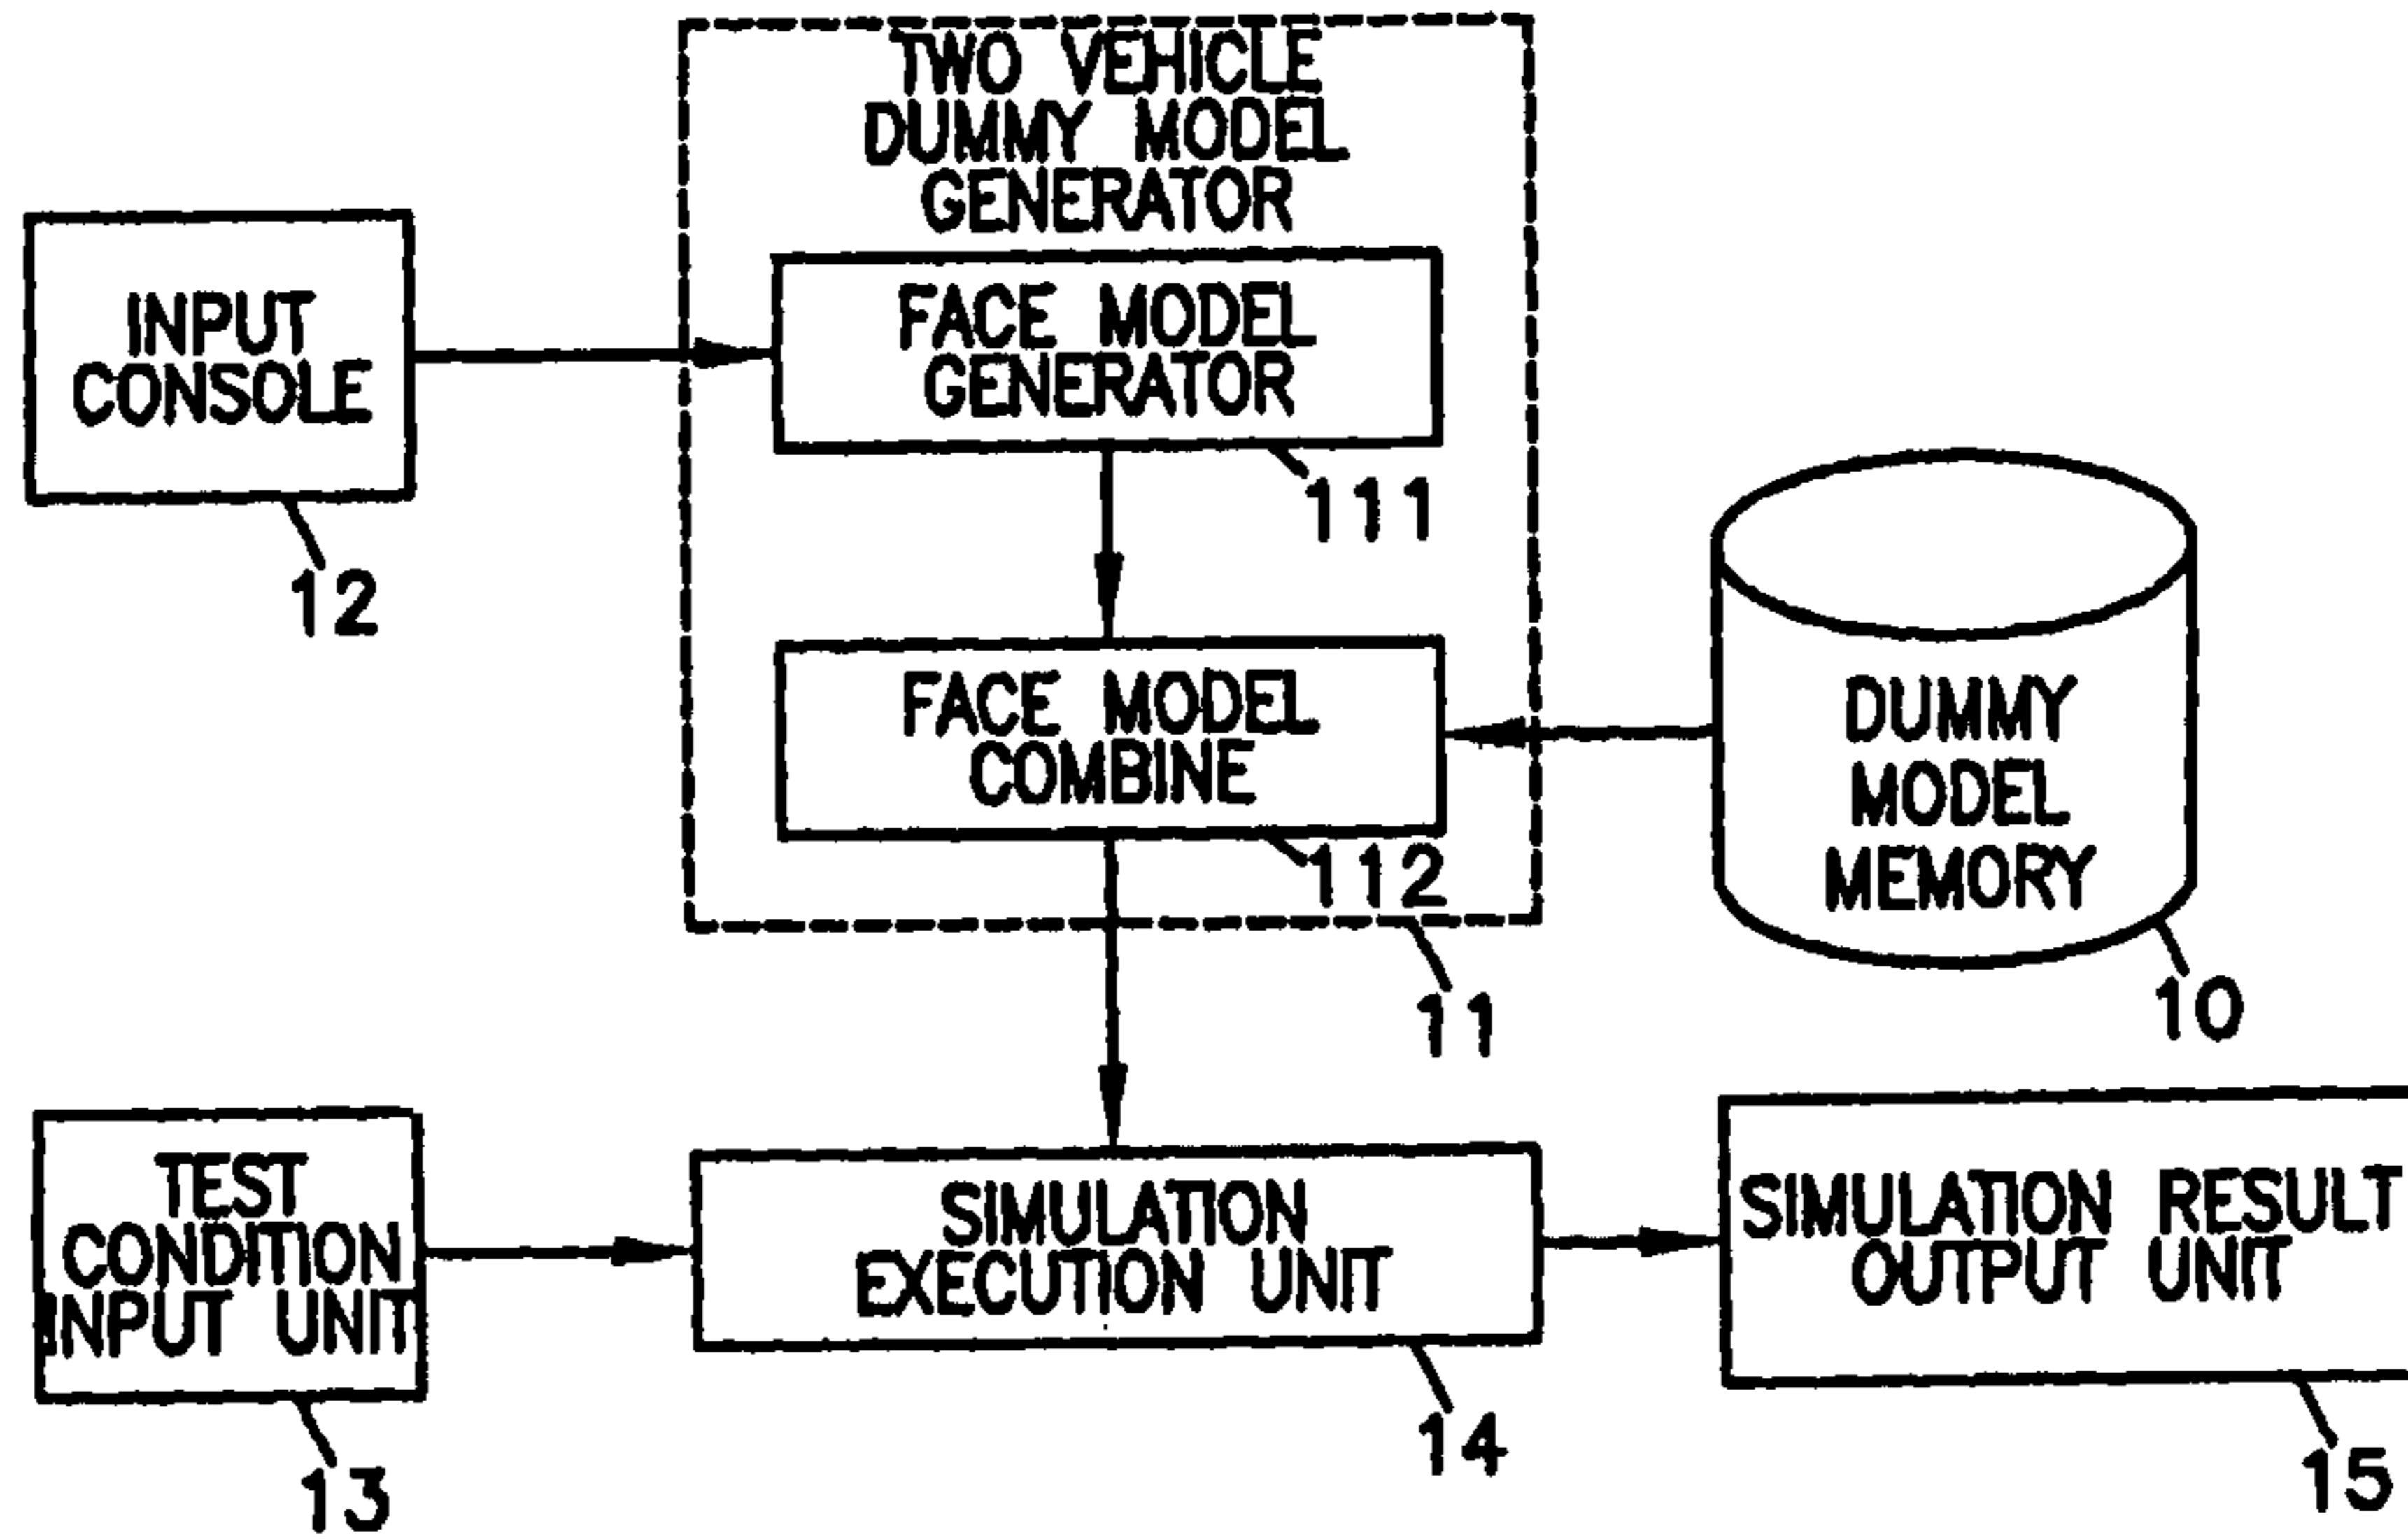 TWO VEHICLE
DUMMY MODEL
GENERATOR
INPUT
CONSOLE
12
FACE MODEL
GENERATOR
111
FACE MODEL
COMBINE
112
11
DUMMY
MODEL
MEMORY
10
TEST
CONDITION
INPUT UNIT
13
SIMULATION
EXECUTION UNIT
14
SIMULATION RESULT
OUTPUT UNIT
15